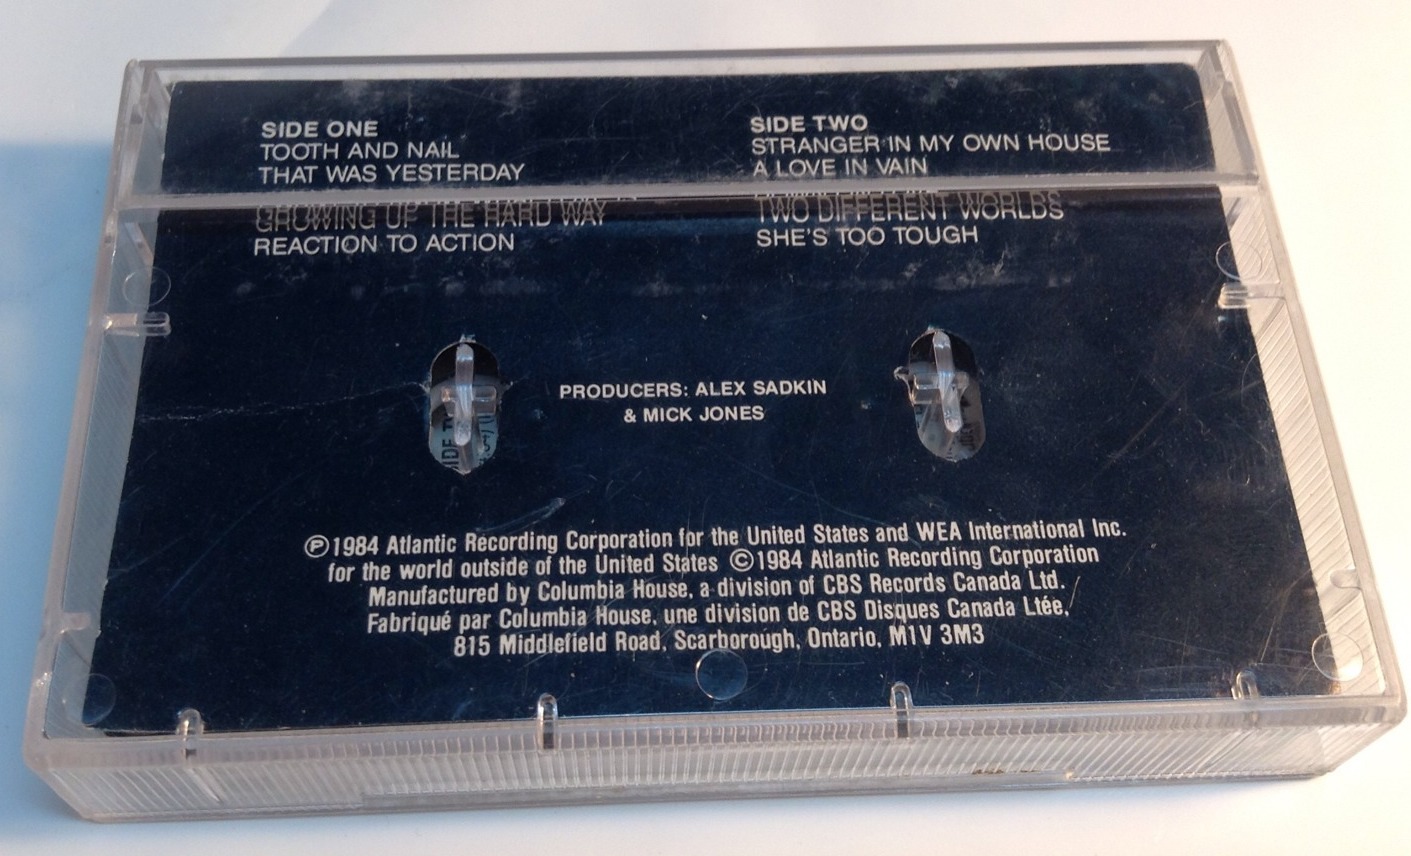 SIDE ONE
TOOTH AND NAIL
THAT WAS YESTERDAY
GROWING UP THE HARD WAY
REACTION TO ACTION
SIDE TWO
STRANGER IN MY OWN HOUSE
A LOVE IN VAIN
TWO DIFFERENT WORLDS
SHE'S TOO TOUGH
PRODUCERS: ALEX SADKIN
& MICK JONES
Ⓟ1984 Atlantic Recording Corporation for the United States and WEA International Inc.
for the world outside of the United States ©1984 Atlantic Recording Corporation
Manufactured by Columbia House, a division of CBS Records Canada Ltd.
Fabriqué par Columbia House, une division de CBS Disques Canada Ltée,
815 Middlefield Road, Scarborough, Ontario, M1V 3M3